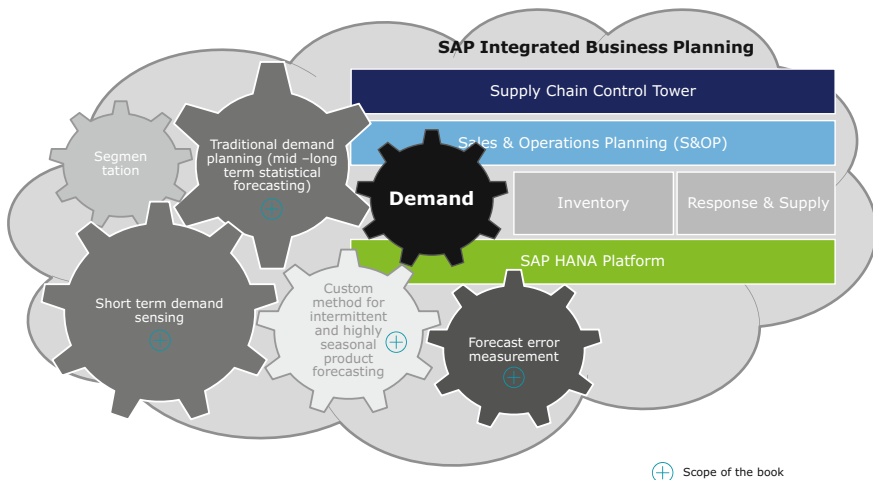 SAP Integrated Business Planning
Supply Chain Control Tower
Sales & Operations Planning (S&OP)
Segmen
tation
Traditional demand
planning (mid –long
term statistical
forecasting)
Demand
Inventory
Response & Supply
SAP HANA Platform
Short term demand
sensing
Custom
method for
intermittent
and highly
seasonal
product
forecasting
Forecast error
measurement
Scope of the book